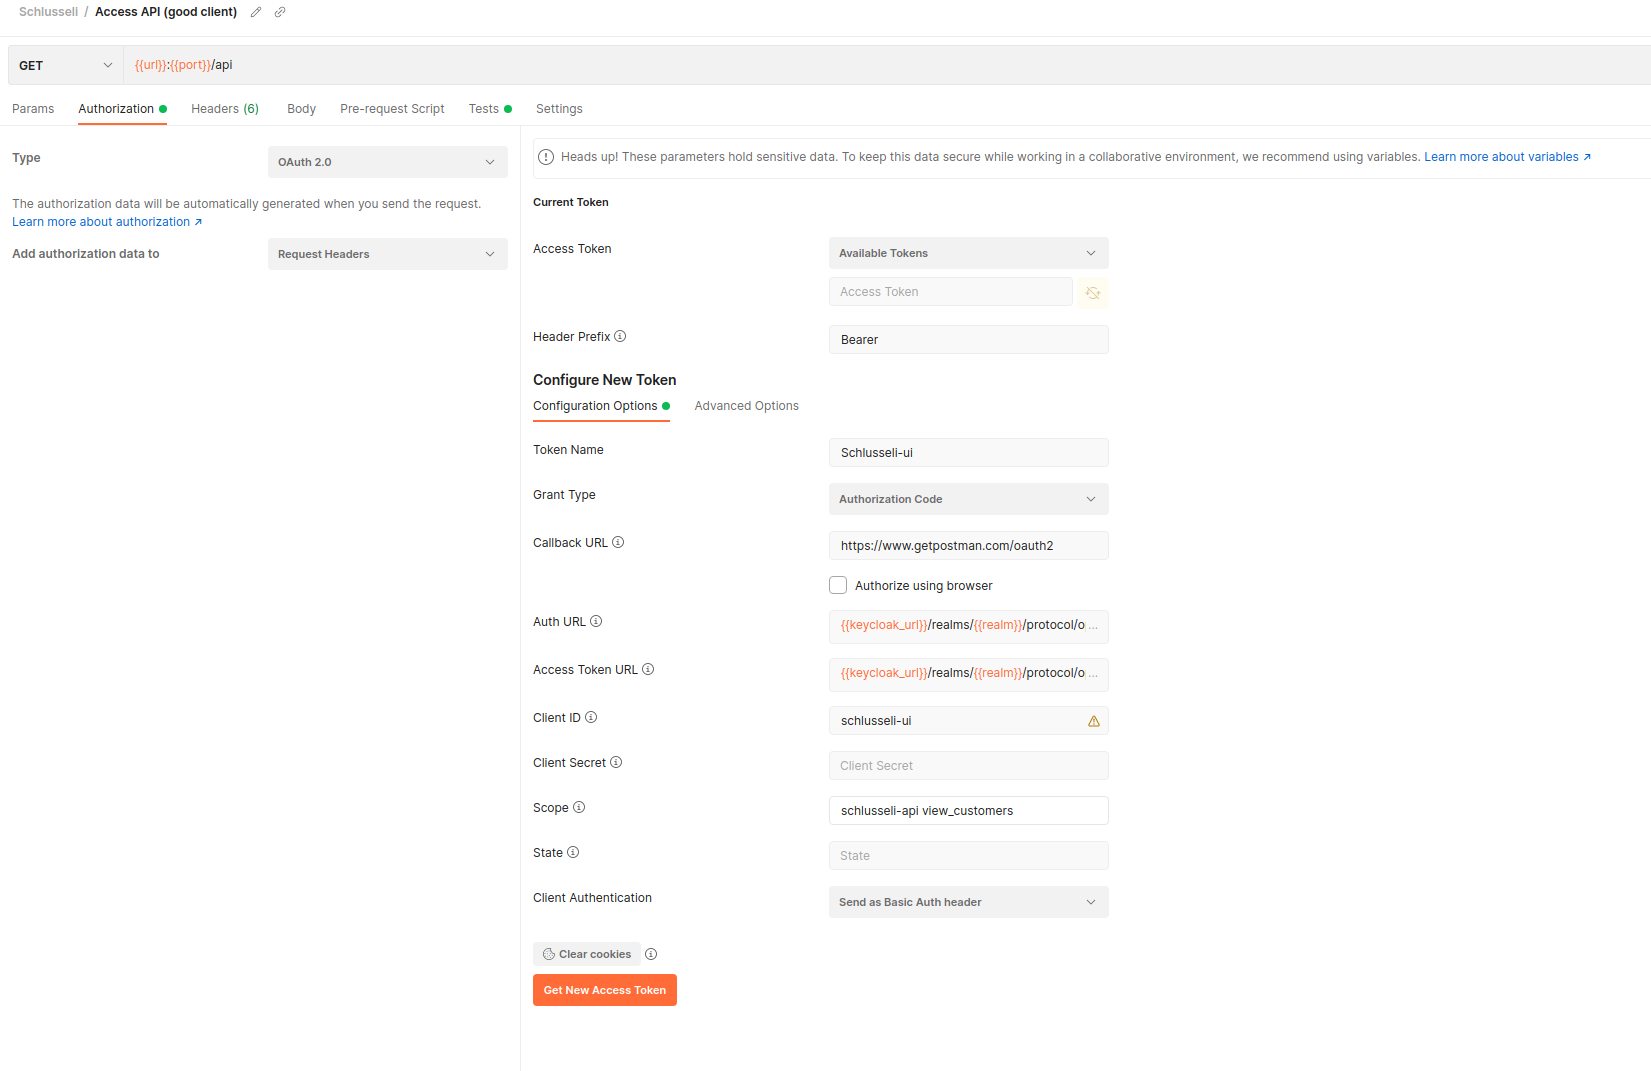 Schlusseli / Access API (good client)
GET {{url}}:{{port}}/api
Params Authorization Headers (6) Body Pre-request Script Tests Settings
Type OAuth 2.0
The authorization data will be automatically generated when you send the request.
Learn more about authorization ↗
Add authorization data to Request Headers
Heads up! These parameters hold sensitive data. To keep this data secure while working in a collaborative environment, we recommend using variables. Learn more about variables ↗
Current Token
Access Token Available Tokens
Access Token
Header Prefix Bearer
Configure New Token
Configuration Options Advanced Options
Token Name Schlusseli-ui
Grant Type Authorization Code
Callback URL https://www.getpostman.com/oauth2
Authorize using browser
Auth URL {{keycloak_url}}/realms/{{realm}}/protocol/o...
Access Token URL {{keycloak_url}}/realms/{{realm}}/protocol/o...
Client ID schlusseli-ui
Client Secret Client Secret
Scope schlusseli-api view_customers
State State
Client Authentication Send as Basic Auth header
Clear cookies
Get New Access Token